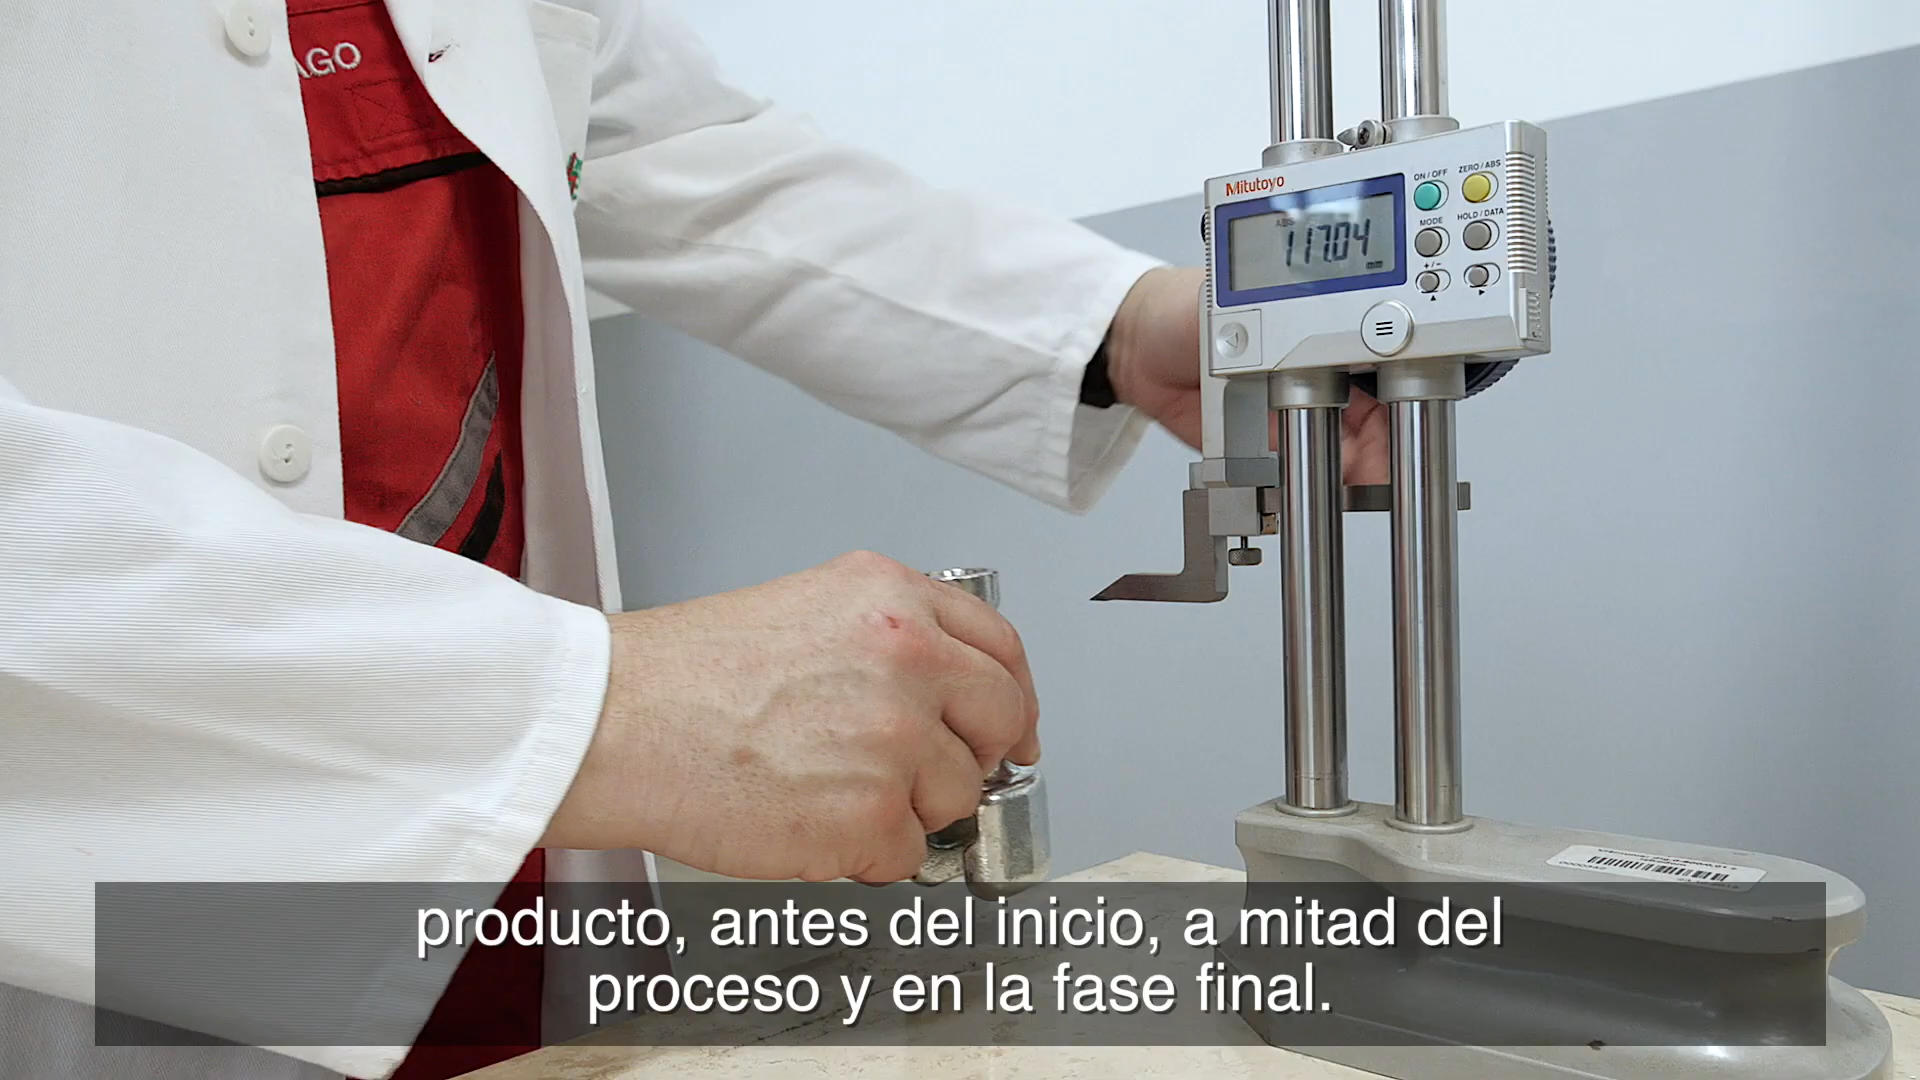 AGO
Mitutoyo
ON / OFF
ZERO / ABS
MODE
HOLD / DATA
+ / −
ABS
117.04
mm
producto, antes del inicio, a mitad del
proceso y en la fase final.